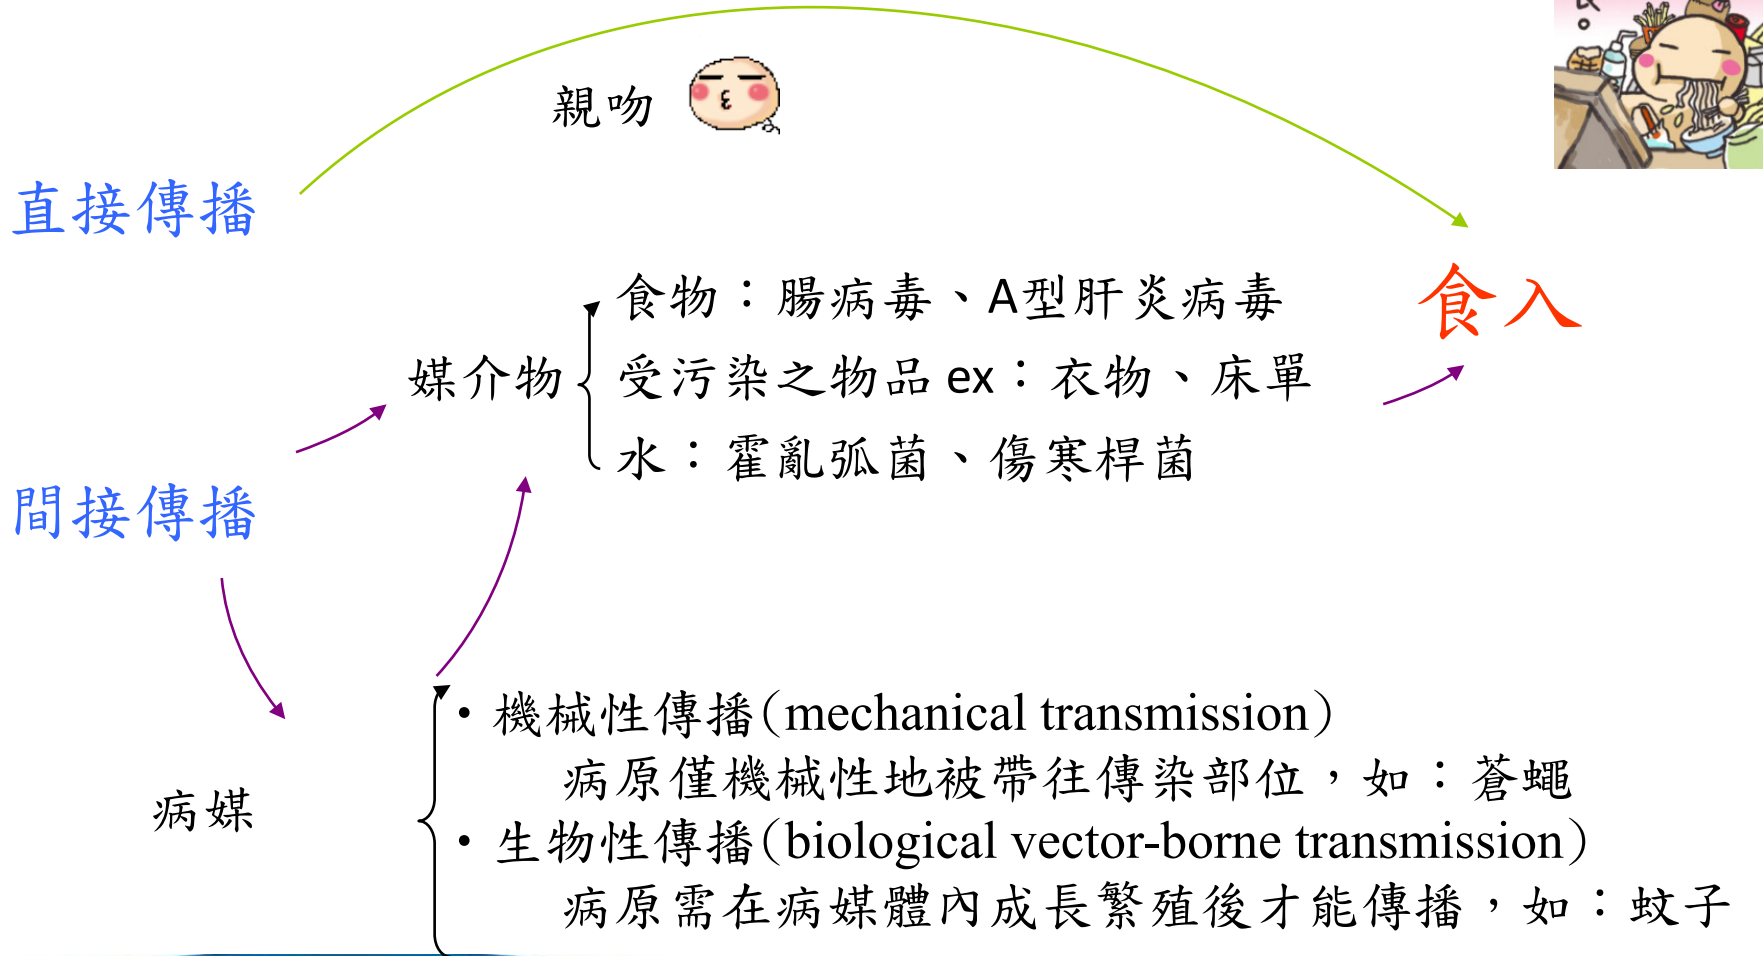 親吻
直接傳播
食入
食物：腸病毒、A型肝炎病毒
媒介物
受污染之物品 ex：衣物、床單
水：霍亂弧菌、傷寒桿菌
間接傳播
病媒
・機械性傳播(mechanical transmission)
病原僅機械性地被帶往傳染部位，如：蒼蠅
・生物性傳播(biological vector-borne transmission)
病原需在病媒體內成長繁殖後才能傳播，如：蚊子